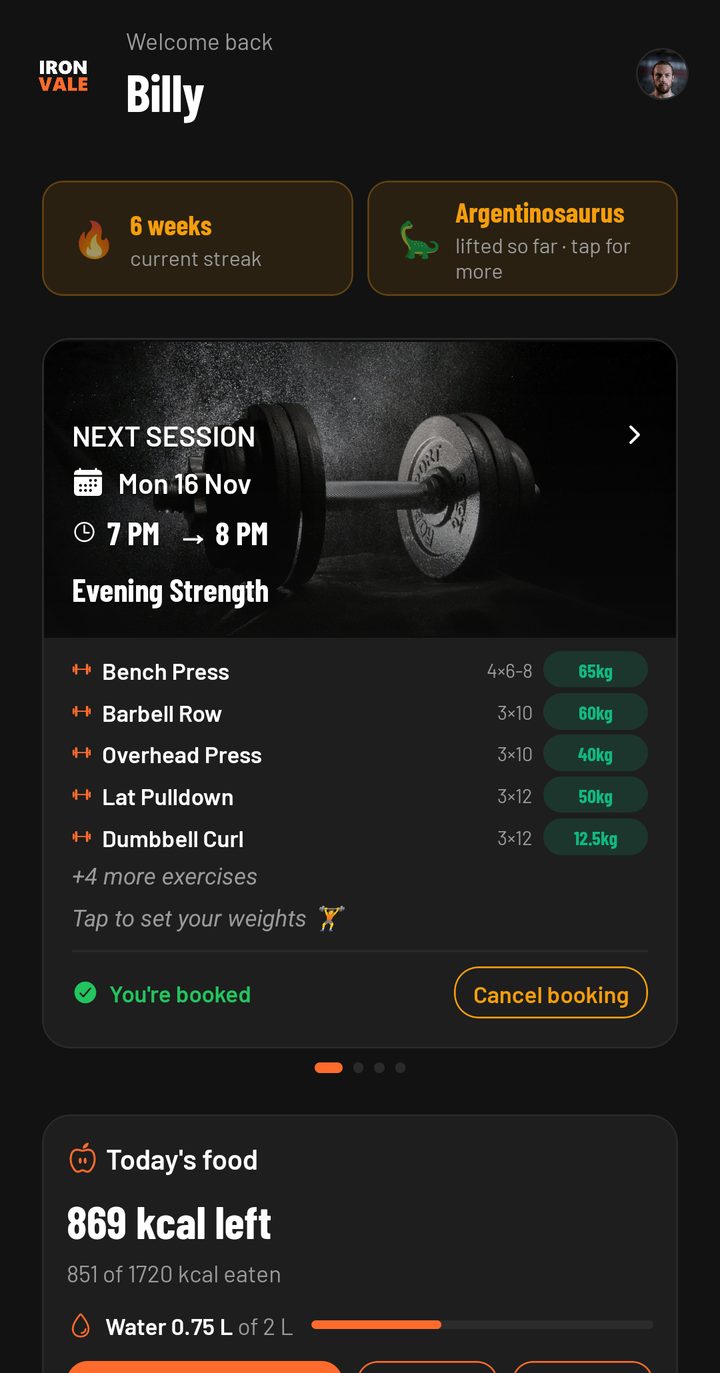 IRON
VALE
Welcome back
Billy
6 weeks
current streak
Argentinosaurus
lifted so far · tap for
more
NEXT SESSION
Mon 16 Nov
7 PM → 8 PM
Evening Strength
Bench Press 4×6-8 65kg
Barbell Row 3×10 60kg
Overhead Press 3×10 40kg
Lat Pulldown 3×12 50kg
Dumbbell Curl 3×12 12.5kg
+4 more exercises
Tap to set your weights 🏋️
You're booked
Cancel booking
Today's food
869 kcal left
851 of 1720 kcal eaten
Water 0.75 L of 2 L